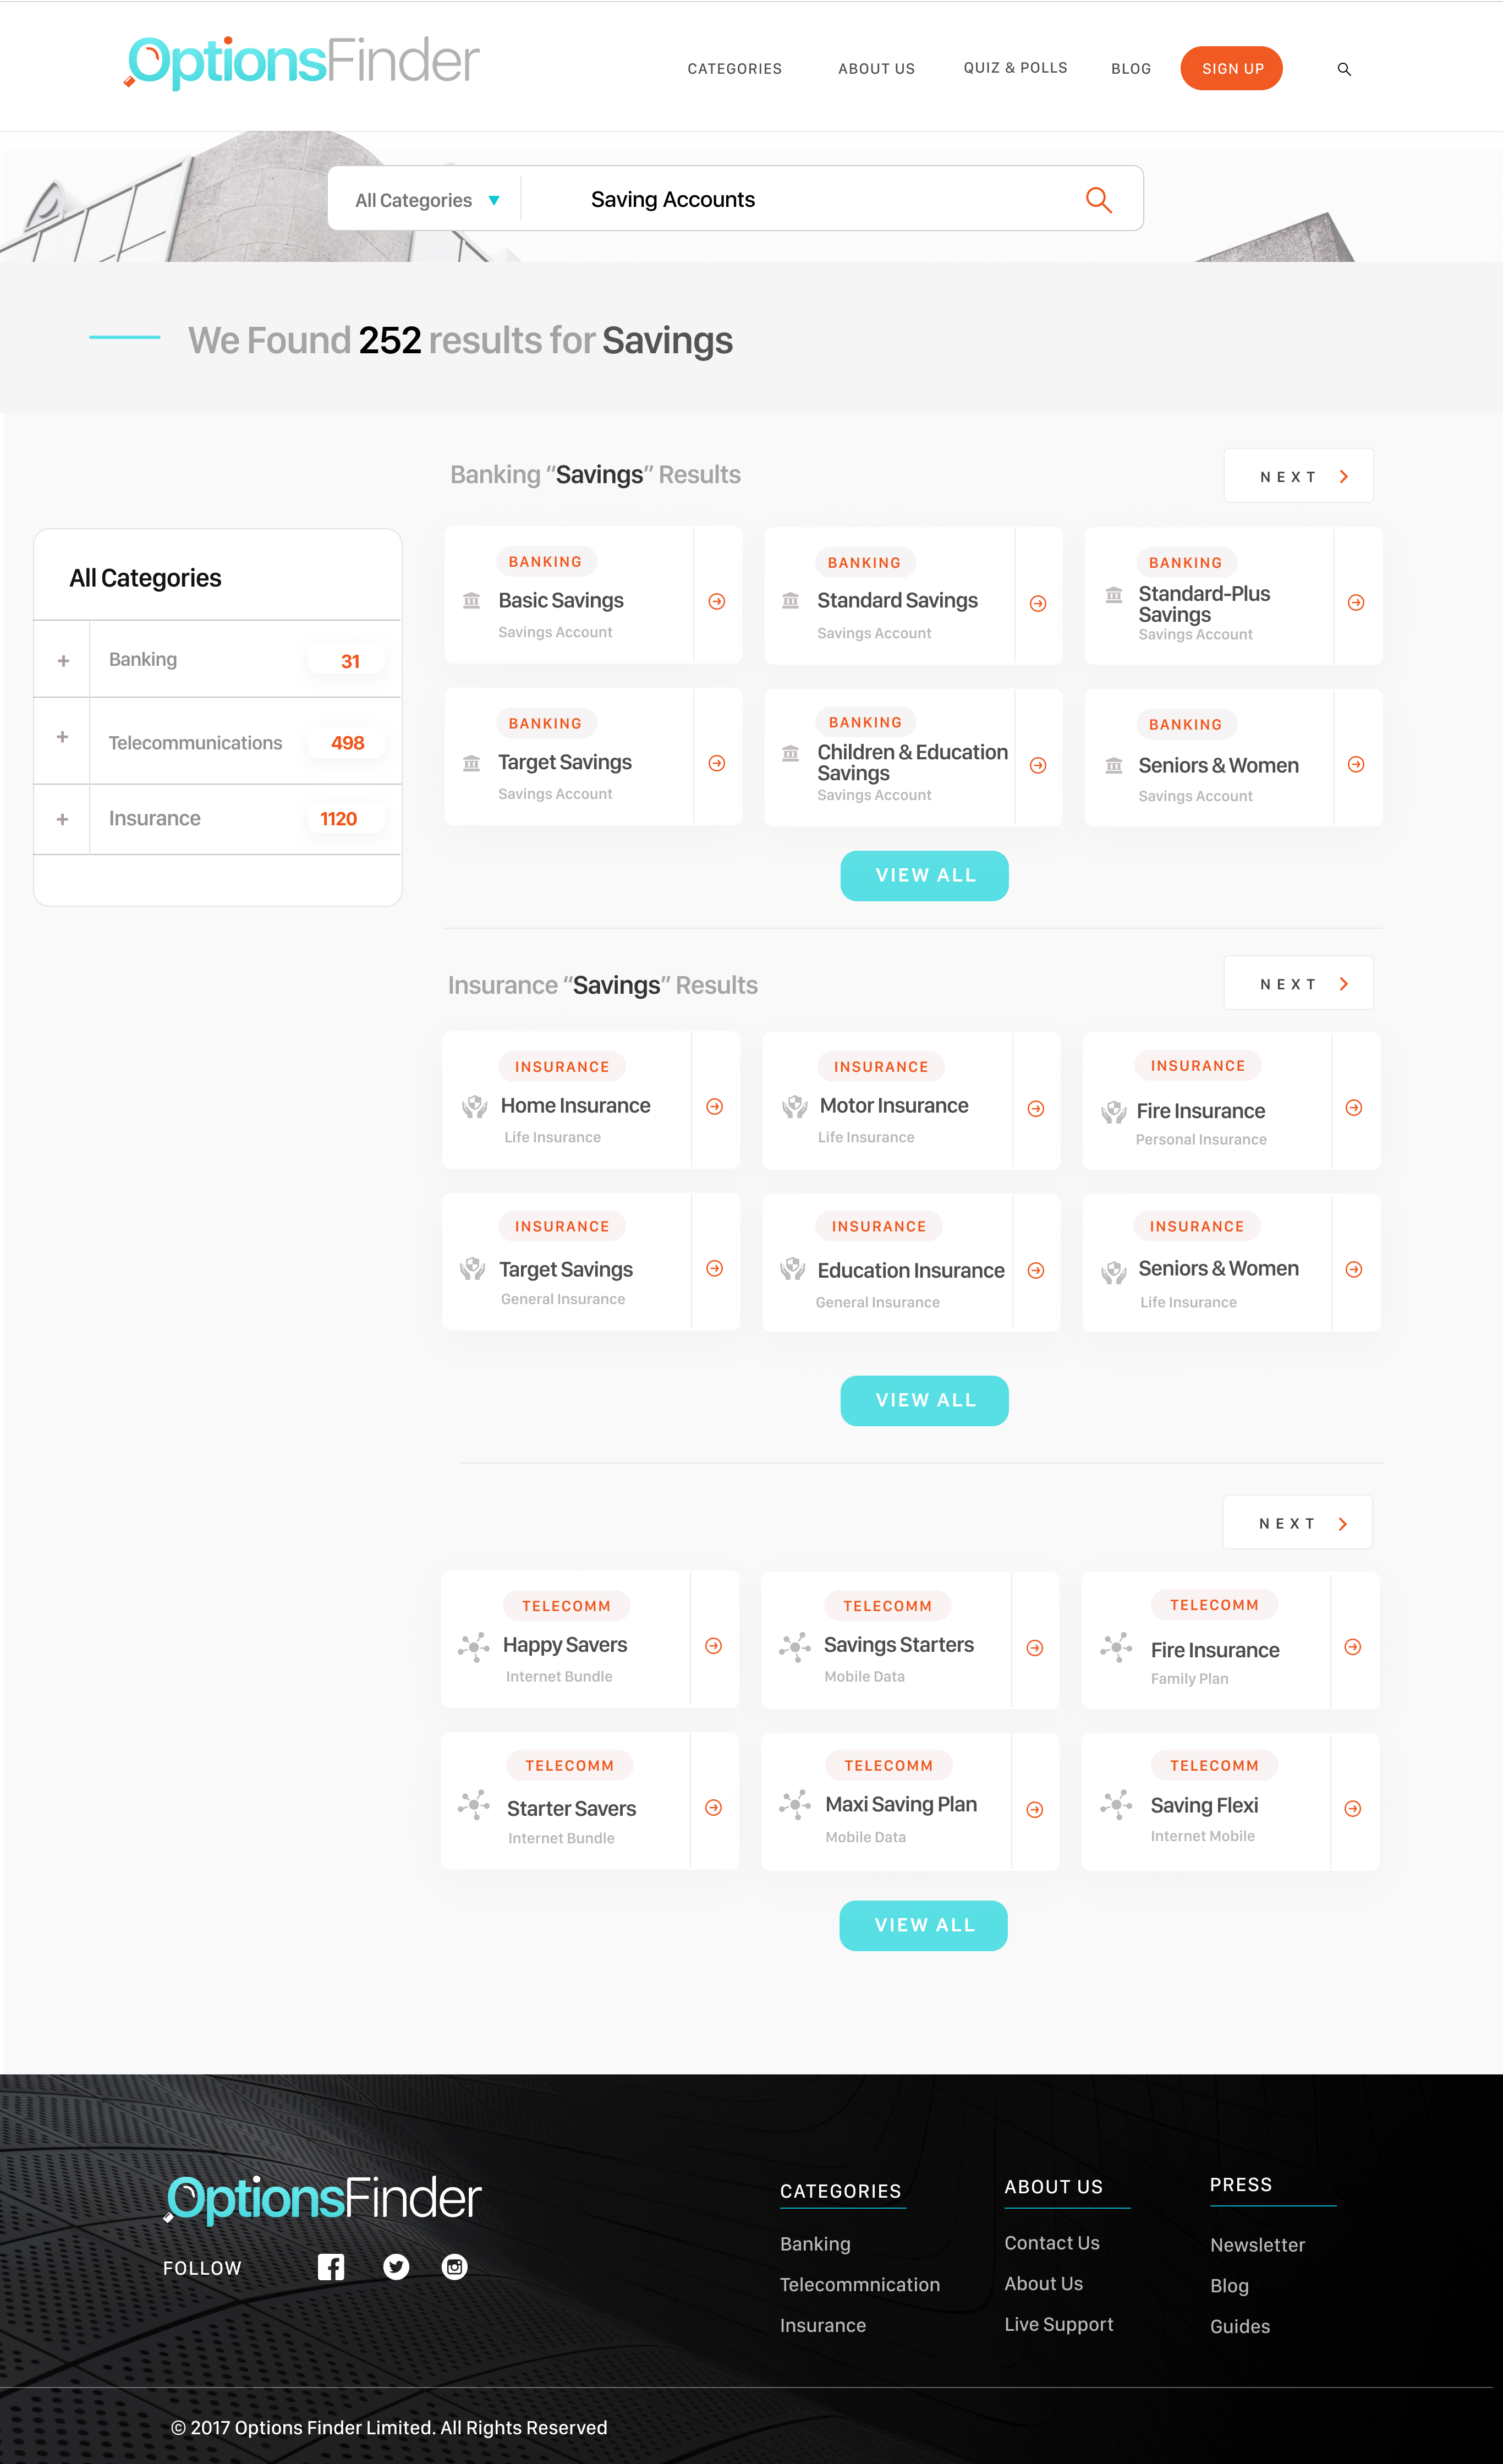 OptionsFinder
CATEGORIES
ABOUT US
QUIZ & POLLS
BLOG
SIGN UP
All Categories
Saving Accounts
We Found 252 results for Savings
All Categories
+ Banking 31
+ Telecommunications 498
+ Insurance 1120
Banking “Savings” Results
NEXT
BANKING
Basic Savings
Savings Account
BANKING
Standard Savings
Savings Account
BANKING
Standard-Plus
Savings
Savings Account
BANKING
Target Savings
Savings Account
BANKING
Children & Education
Savings
Savings Account
BANKING
Seniors & Women
Savings Account
VIEW ALL
Insurance “Savings” Results
NEXT
INSURANCE
Home Insurance
Life Insurance
INSURANCE
Motor Insurance
Life Insurance
INSURANCE
Fire Insurance
Personal Insurance
INSURANCE
Target Savings
General Insurance
INSURANCE
Education Insurance
General Insurance
INSURANCE
Seniors & Women
Life Insurance
VIEW ALL
NEXT
TELECOMM
Happy Savers
Internet Bundle
TELECOMM
Savings Starters
Mobile Data
TELECOMM
Fire Insurance
Family Plan
TELECOMM
Starter Savers
Internet Bundle
TELECOMM
Maxi Saving Plan
Mobile Data
TELECOMM
Saving Flexi
Internet Mobile
VIEW ALL
OptionsFinder
FOLLOW
CATEGORIES
Banking
Telecommnication
Insurance
ABOUT US
Contact Us
About Us
Live Support
PRESS
Newsletter
Blog
Guides
© 2017 Options Finder Limited. All Rights Reserved